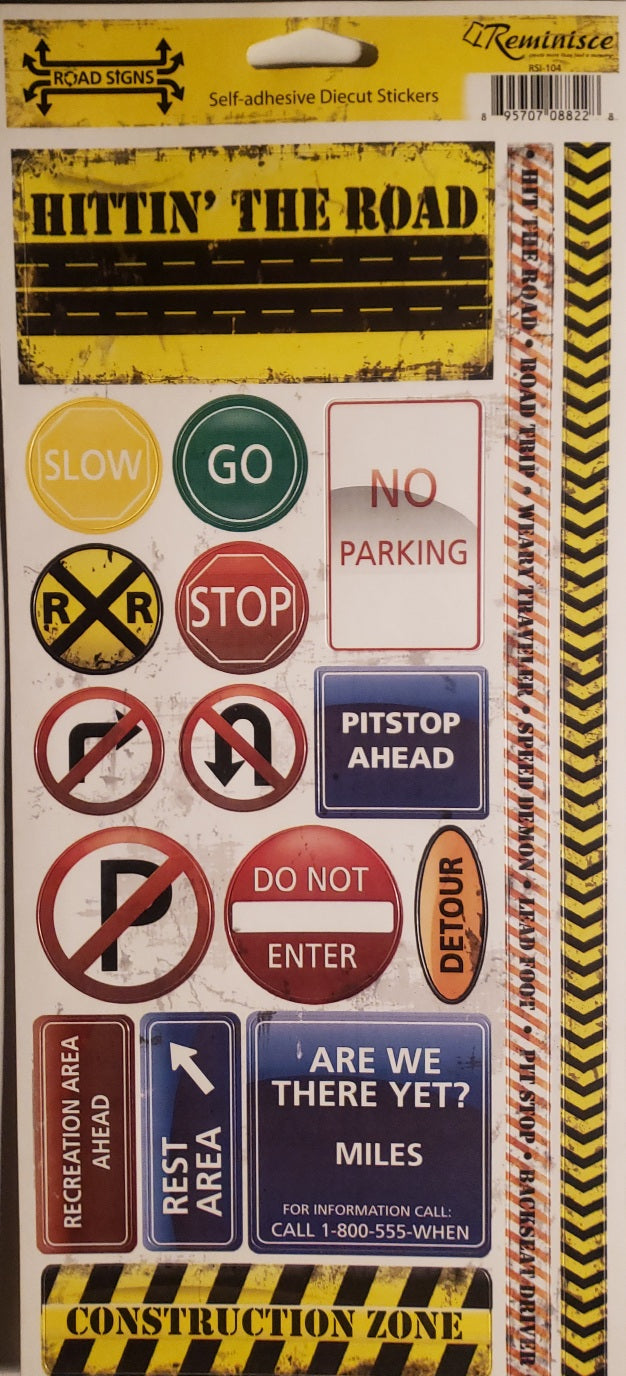 ROAD SIGNS
Self-adhesive Diecut Stickers
Reminisce
RSI-104
8 95707 08822 8
HITTIN' THE ROAD
SLOW
GO
NO
PARKING
R R
STOP
PITSTOP
AHEAD
P
DO NOT
ENTER
DETOUR
RECREATION AREA
AHEAD
REST
AREA
ARE WE
THERE YET?
MILES
FOR INFORMATION CALL:
CALL 1-800-555-WHEN
CONSTRUCTION ZONE
• HIT THE ROAD • ROAD TRIP • WEARY TRAVELER • SPEED DEMON • LEAD FOOT • PIT STOP • BACKSEAT DRIVER